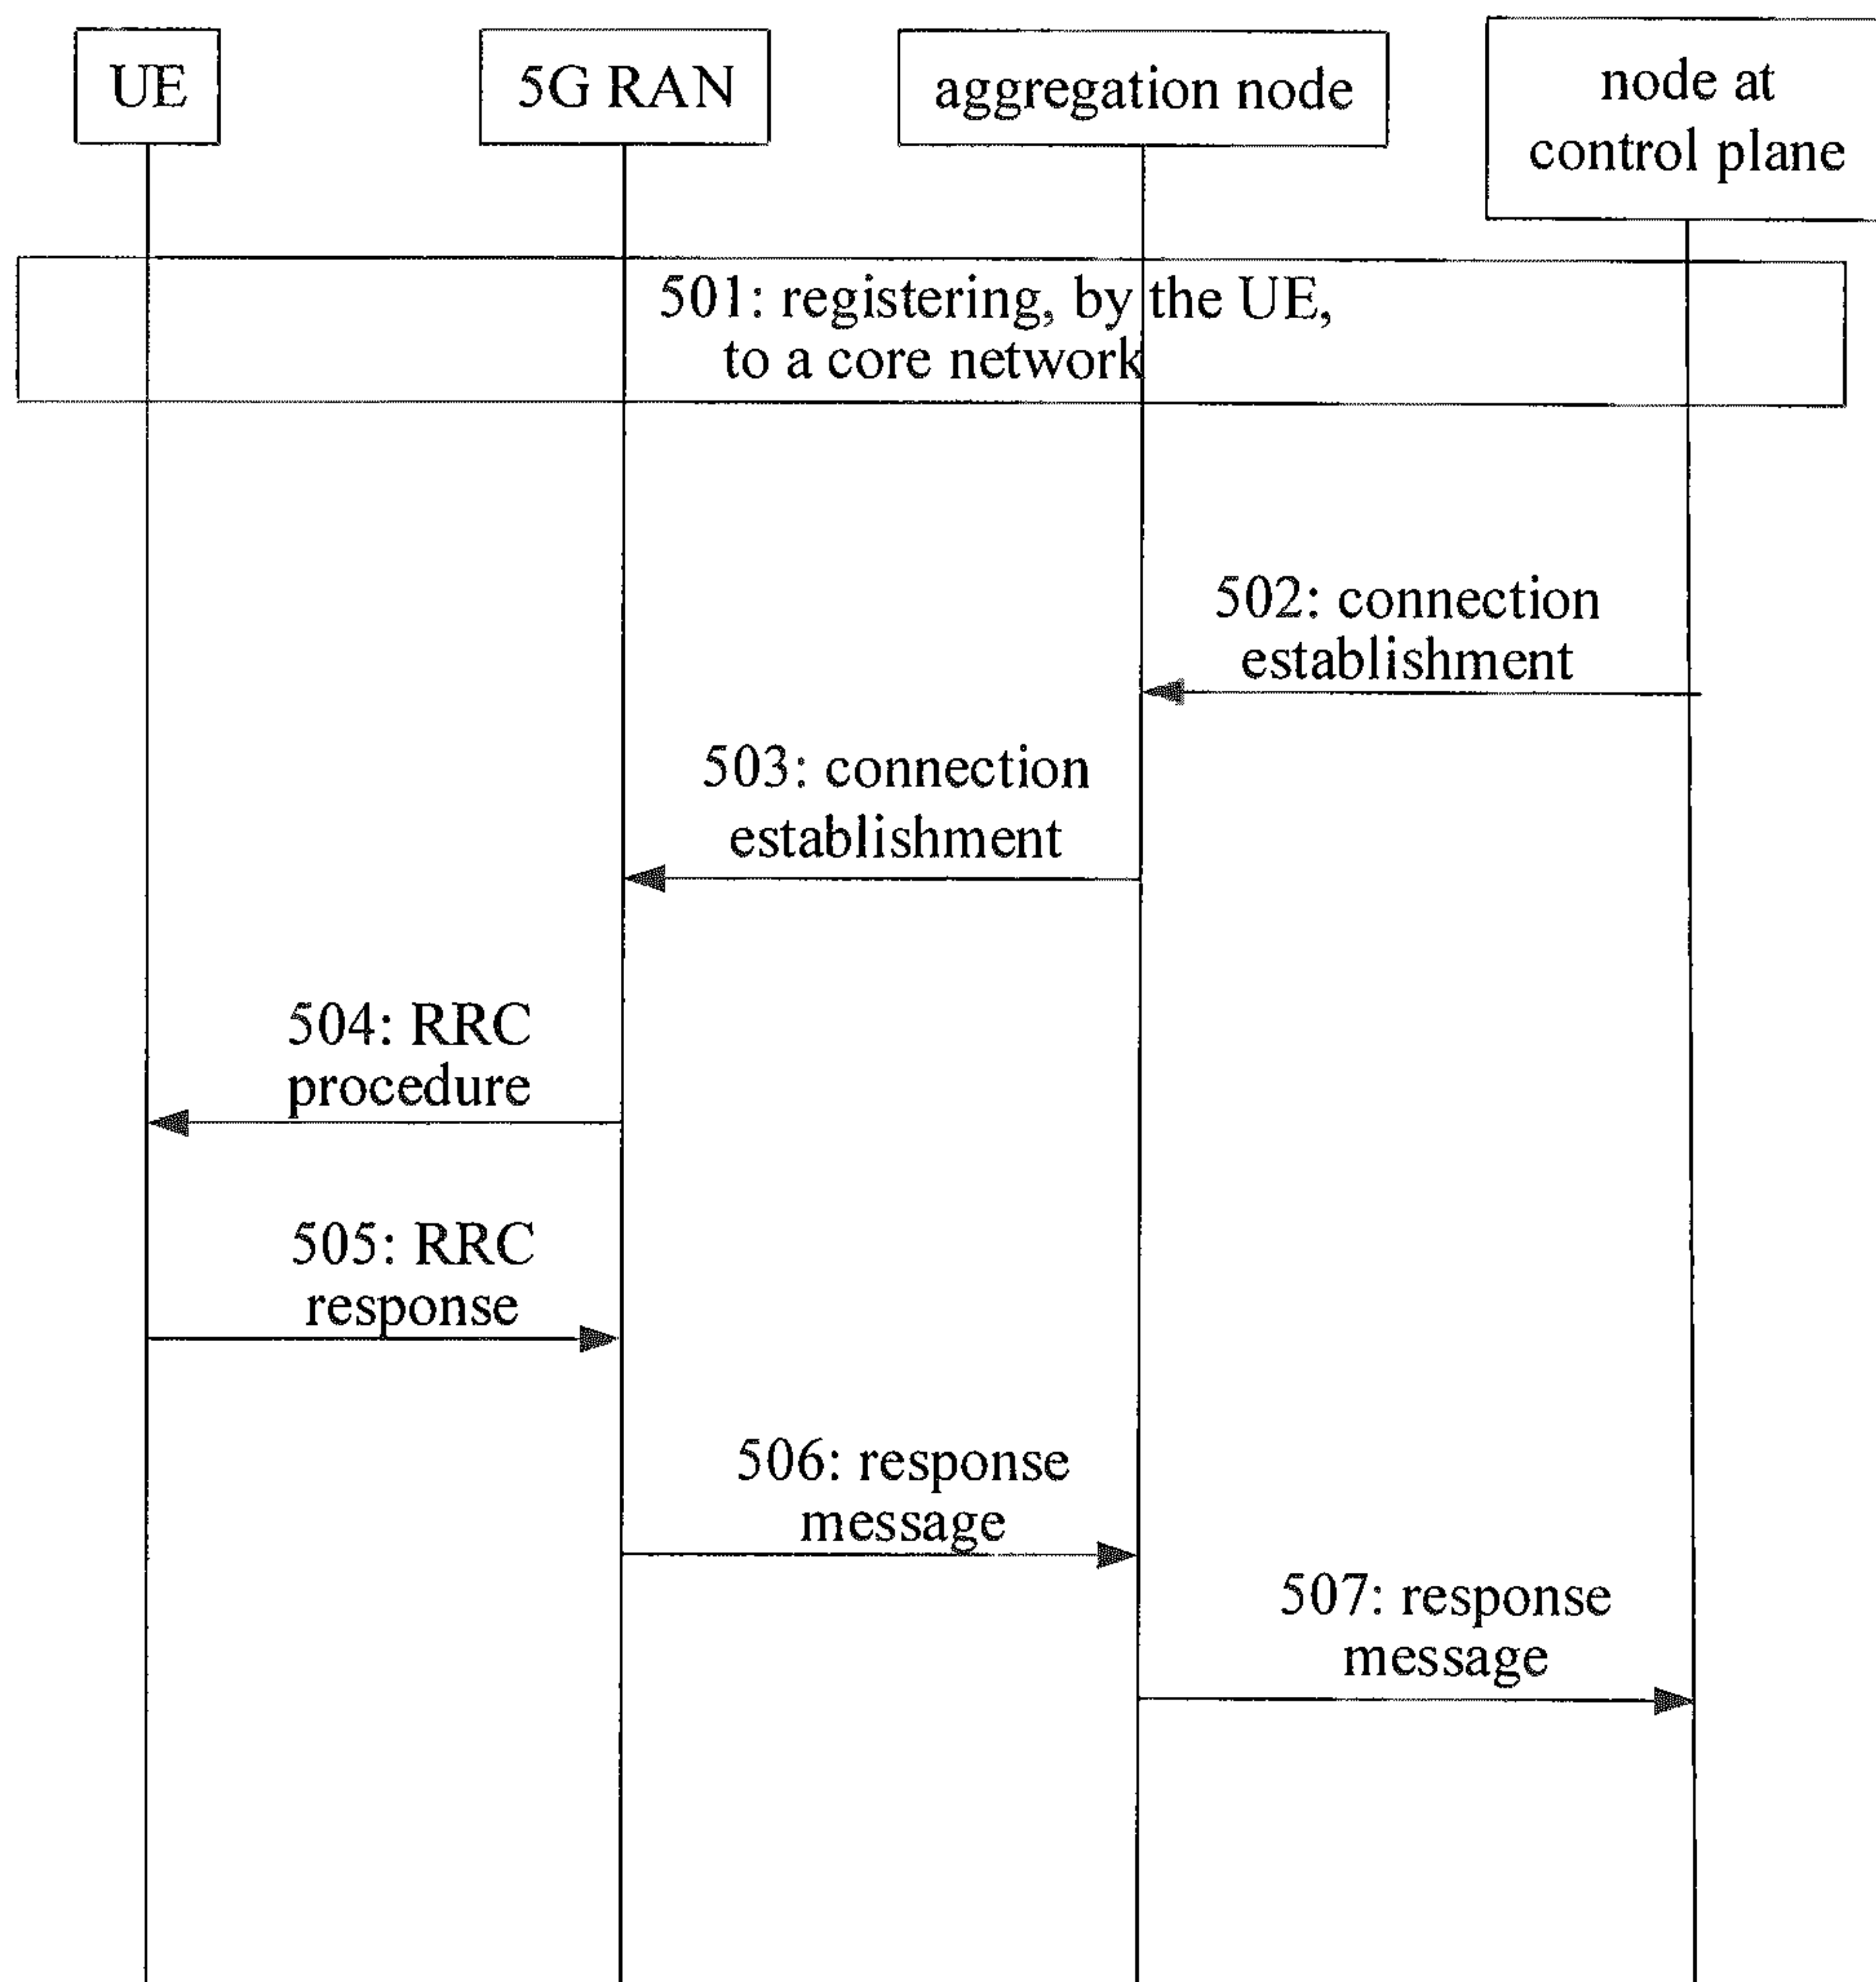 UE
5G RAN
aggregation node
node at
control plane
501: registering, by the UE,
to a core network
502: connection
establishment
503: connection
establishment
504: RRC
procedure
505: RRC
response
506: response
message
507: response
message